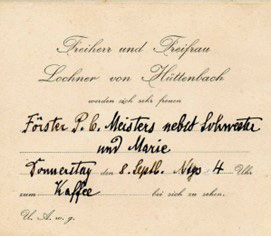 Freiherr und Freifrau
Lochner von Hüttenbach
werden sich sehr freuen
Förster P. C. Meisters nebst Schwester
und Marie
Donnerstag den 8. Septb. Ntgs 4 Uhr
zum Kaffee bei sich zu sehen.
U. A. w. g.